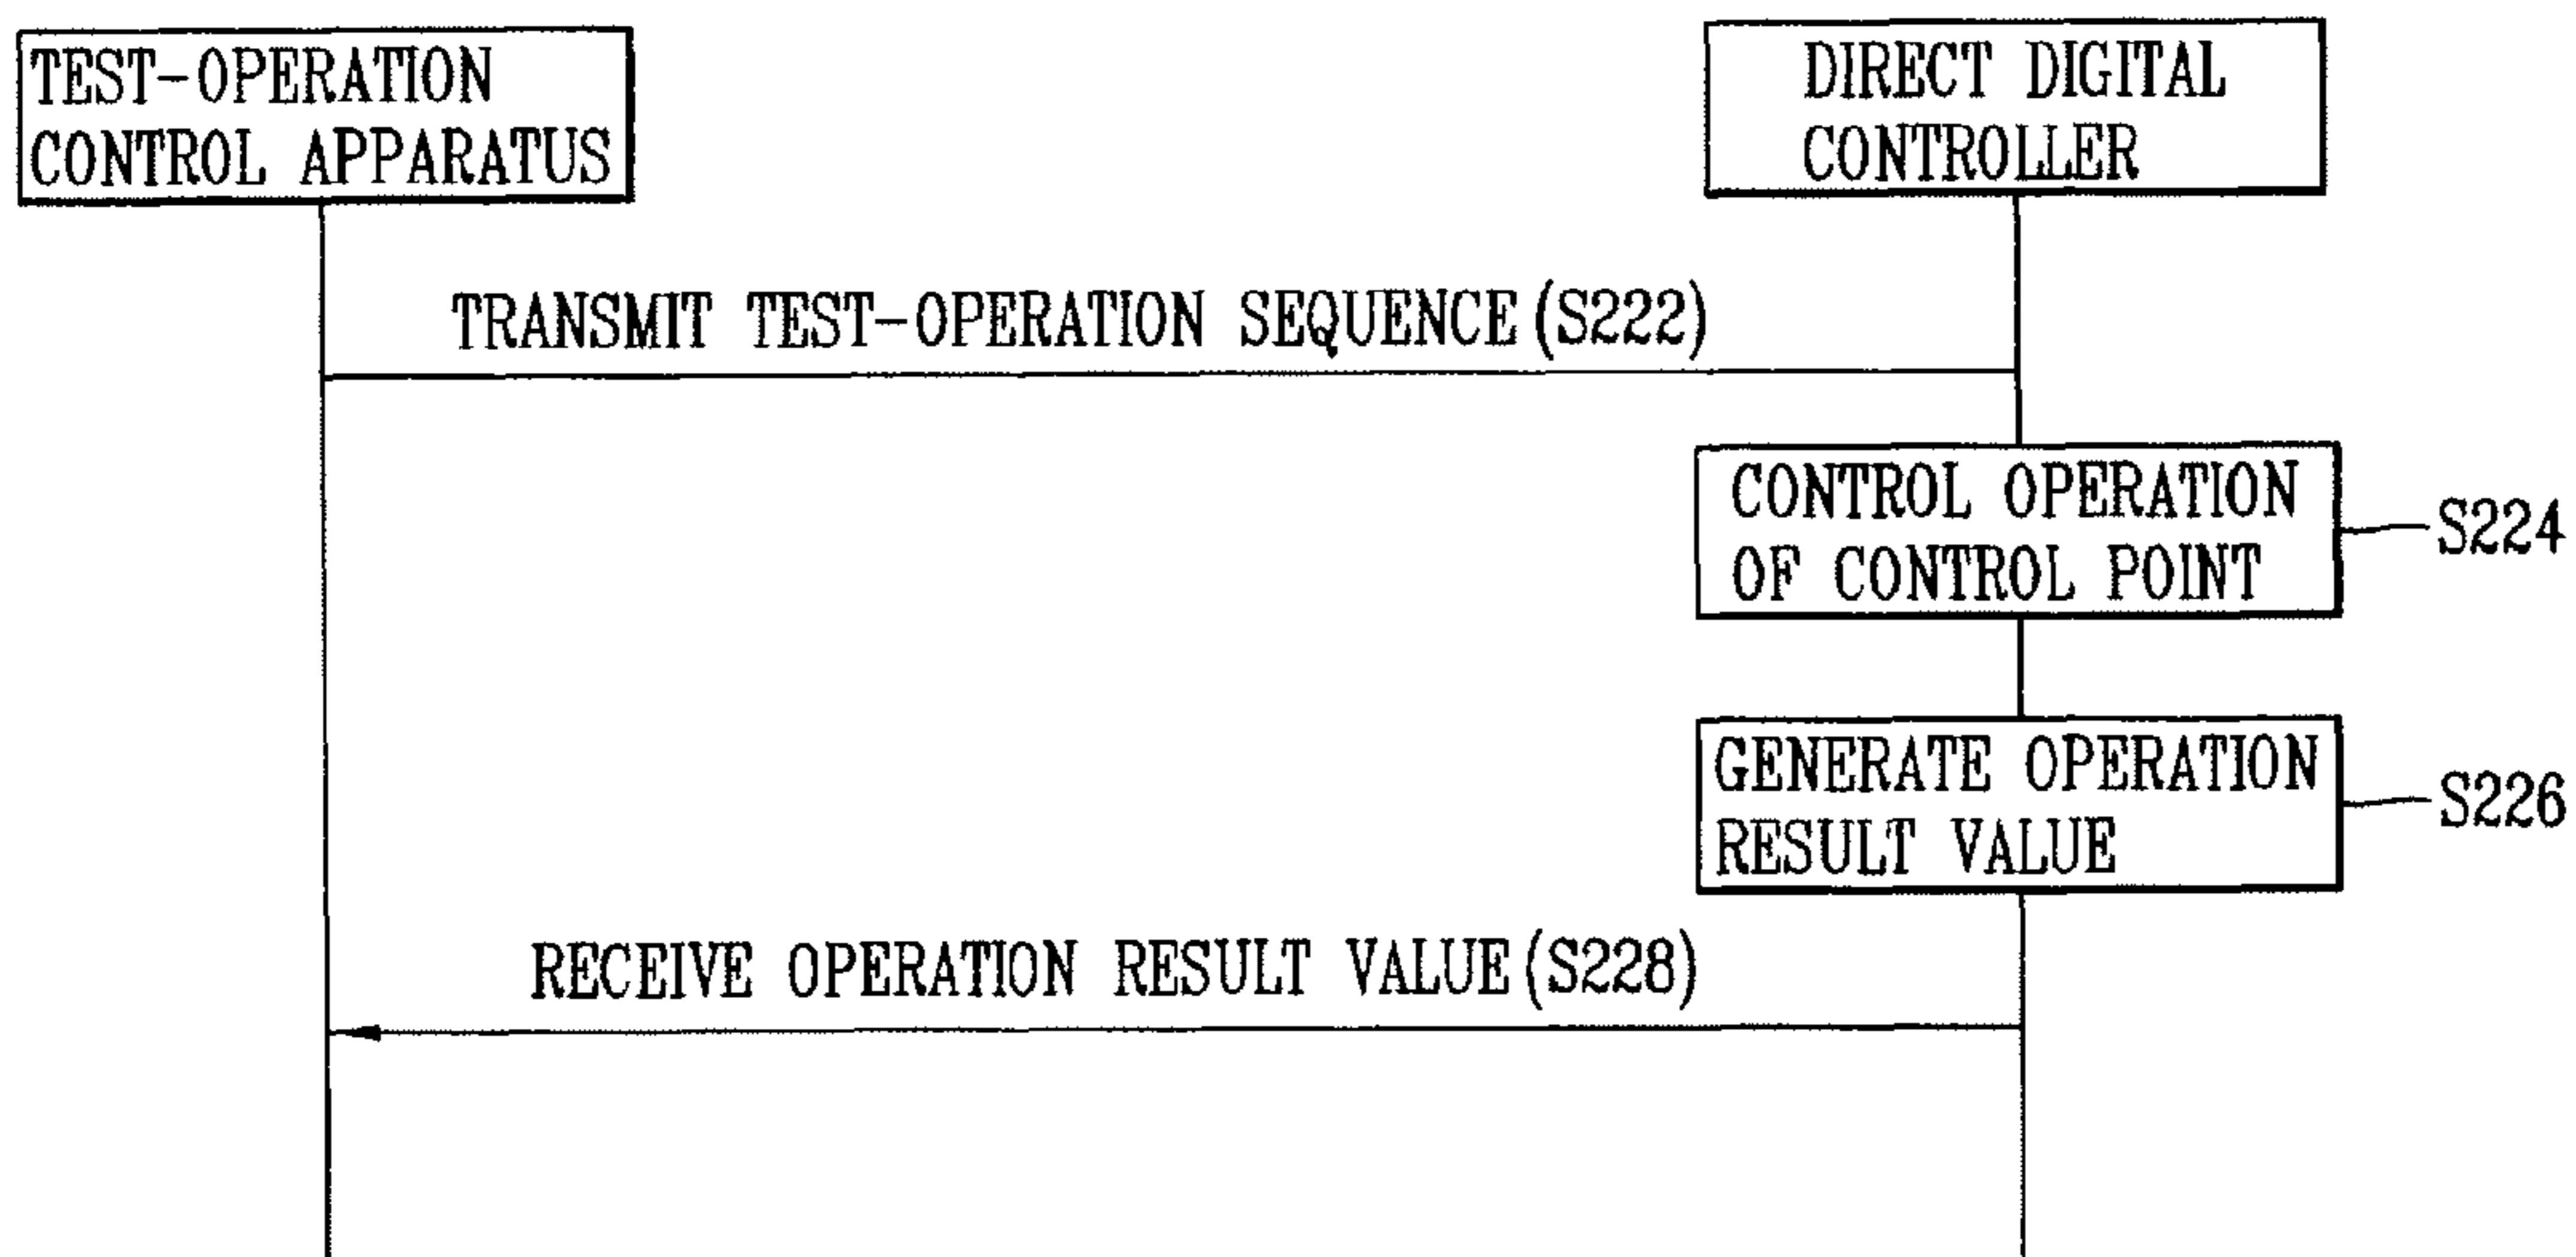 TEST-OPERATION
CONTROL APPARATUS
DIRECT DIGITAL
CONTROLLER
TRANSMIT TEST-OPERATION SEQUENCE(S222)
CONTROL OPERATION
OF CONTROL POINT
S224
GENERATE OPERATION
RESULT VALUE
S226
RECEIVE OPERATION RESULT VALUE(S228)